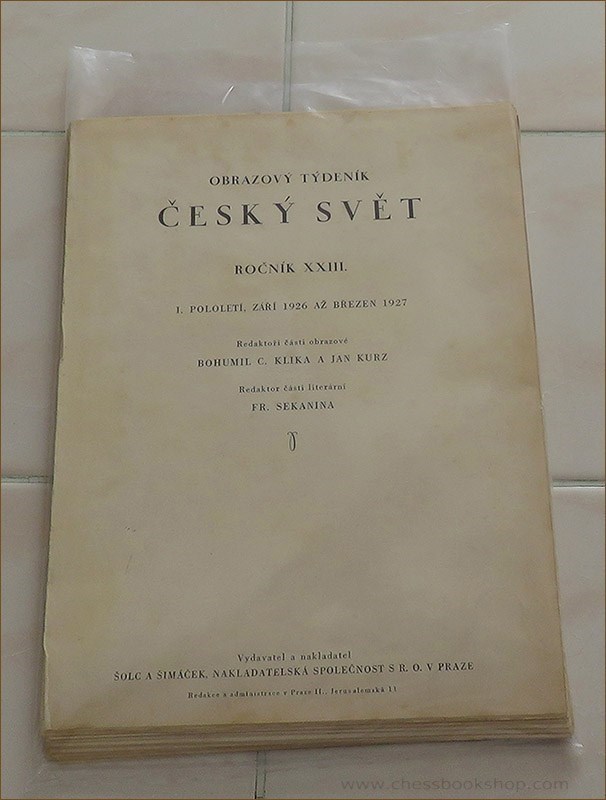 OBRAZOVÝ TÝDENÍK
ČESKÝ SVĚT
ROČNÍK XXIII.
I. POLOLETÍ, ZÁŘÍ 1926 AŽ BŘEZEN 1927
Redaktoři části obrazové
BOHUMIL C. KLIKA A JAN KURZ
Redaktor části literární
FR. SEKANINA
Vydavatel a nakladatel
ŠOLC A ŠIMÁČEK, NAKLADATELSKÁ SPOLEČNOST S R. O. V PRAZE
Redakce a administrace v Praze II., Jerusalemská 11
www.chessbookshop.com